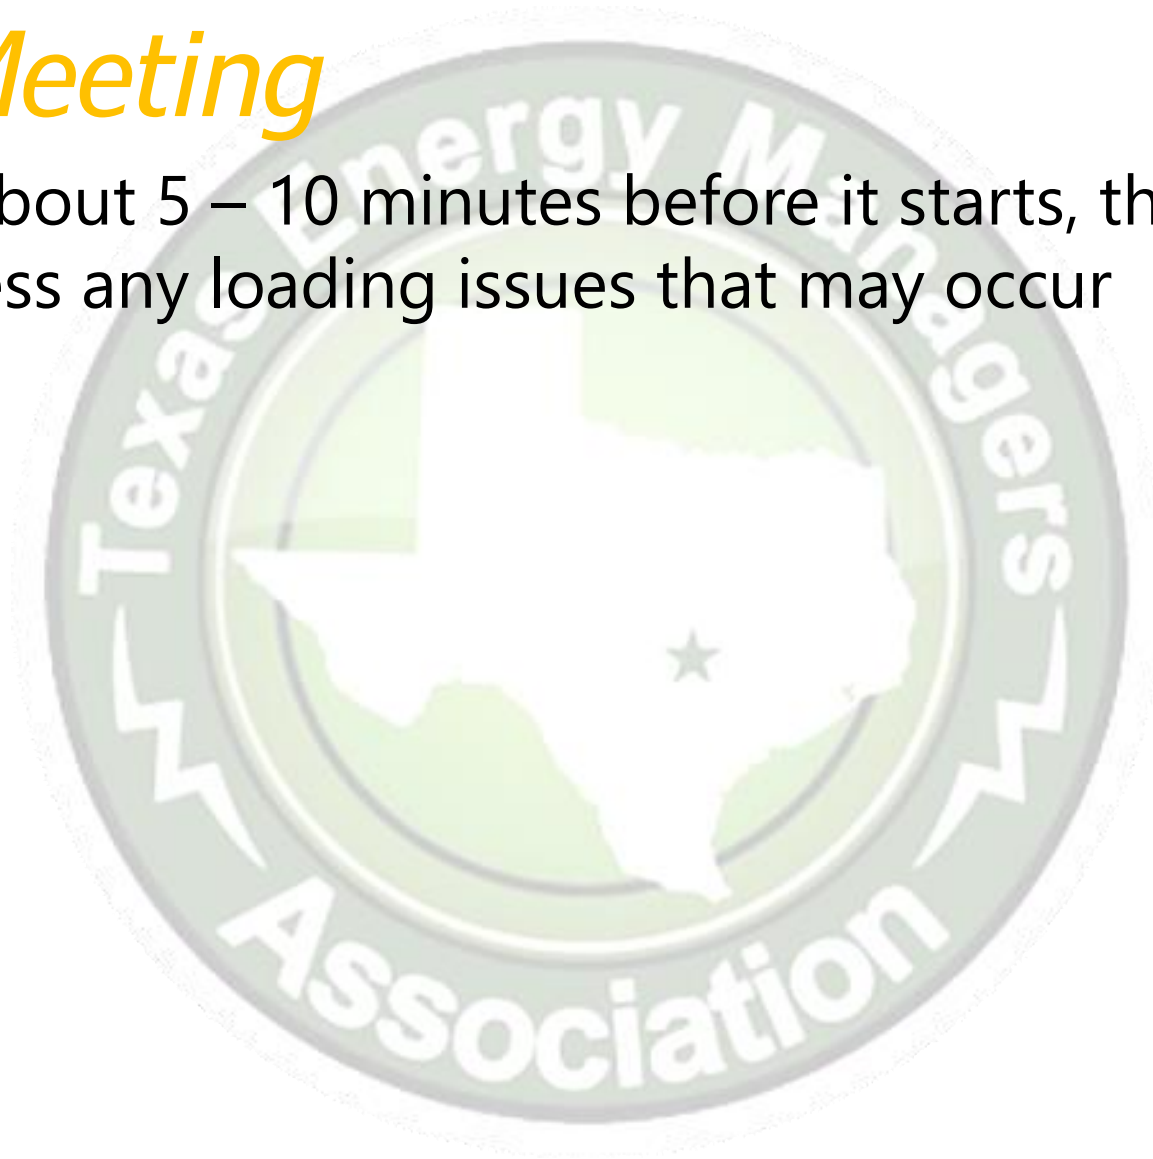 Meeting
bout 5 – 10 minutes before it starts, th
ess any loading issues that may occur
Texas Energy Managers
Association